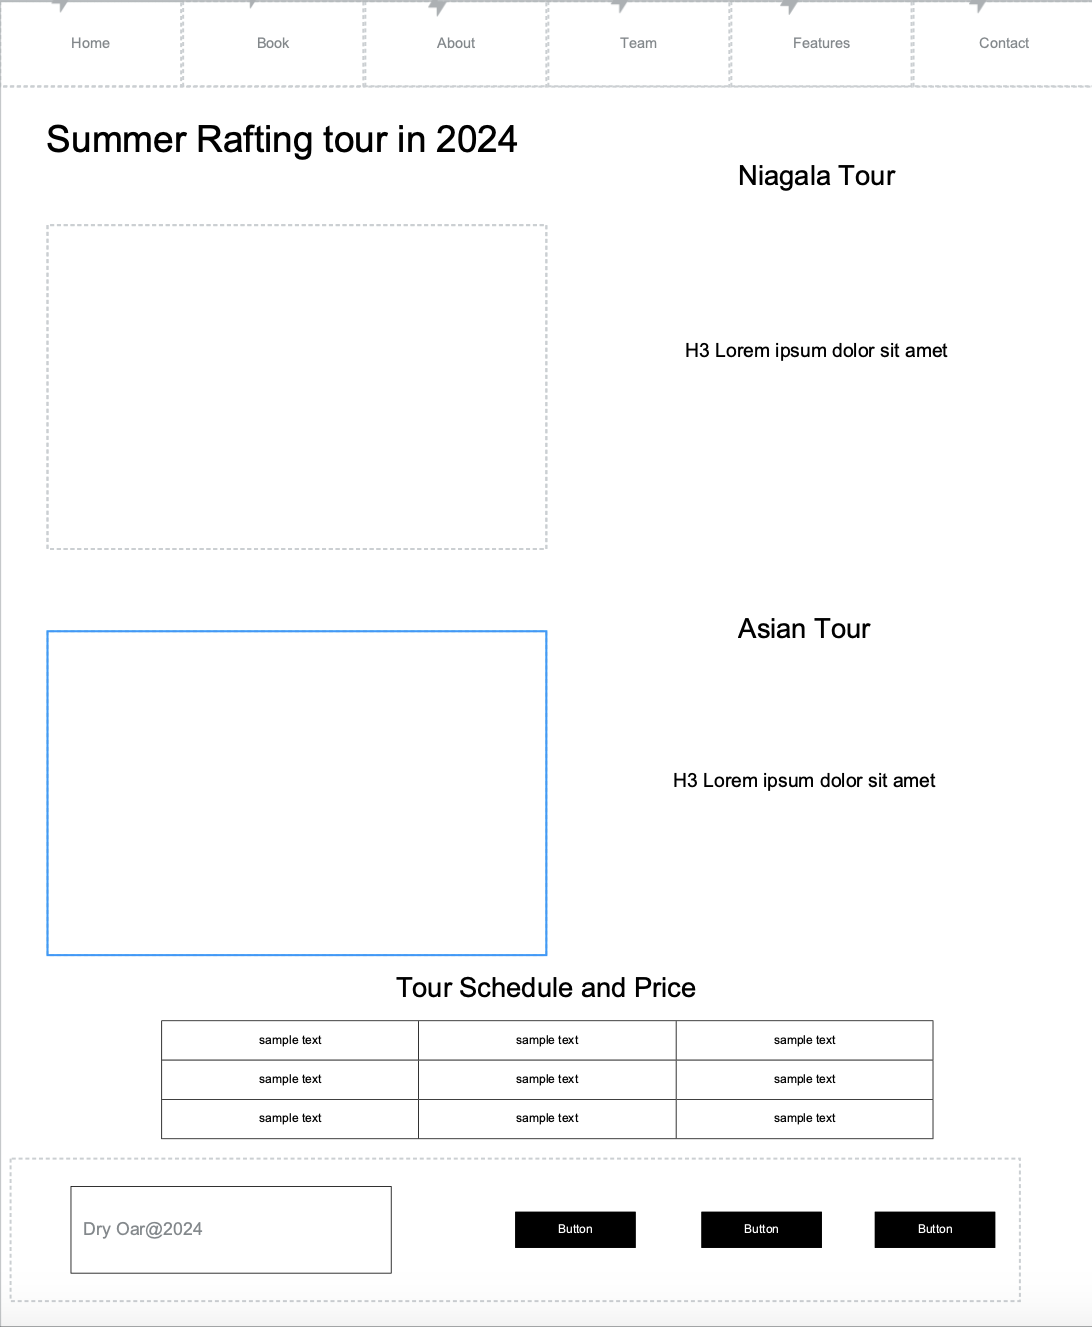 Home Book About Team Features Contact
Summer Rafting tour in 2024
Niagala Tour
H3 Lorem ipsum dolor sit amet
Asian Tour
H3 Lorem ipsum dolor sit amet
Tour Schedule and Price
sample text sample text sample text
sample text sample text sample text
sample text sample text sample text
Dry Oar@2024 Button Button Button